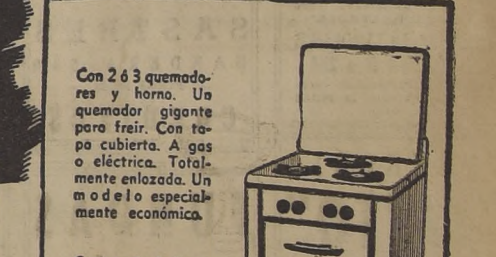 Con 2 ó 3 quemado-
res y horno. Un
quemador gigante
para freir. Con ta-
pa cubierta. A gas
o eléctrica. Total-
mente enlozada. Un
modelo especial-
mente económico.